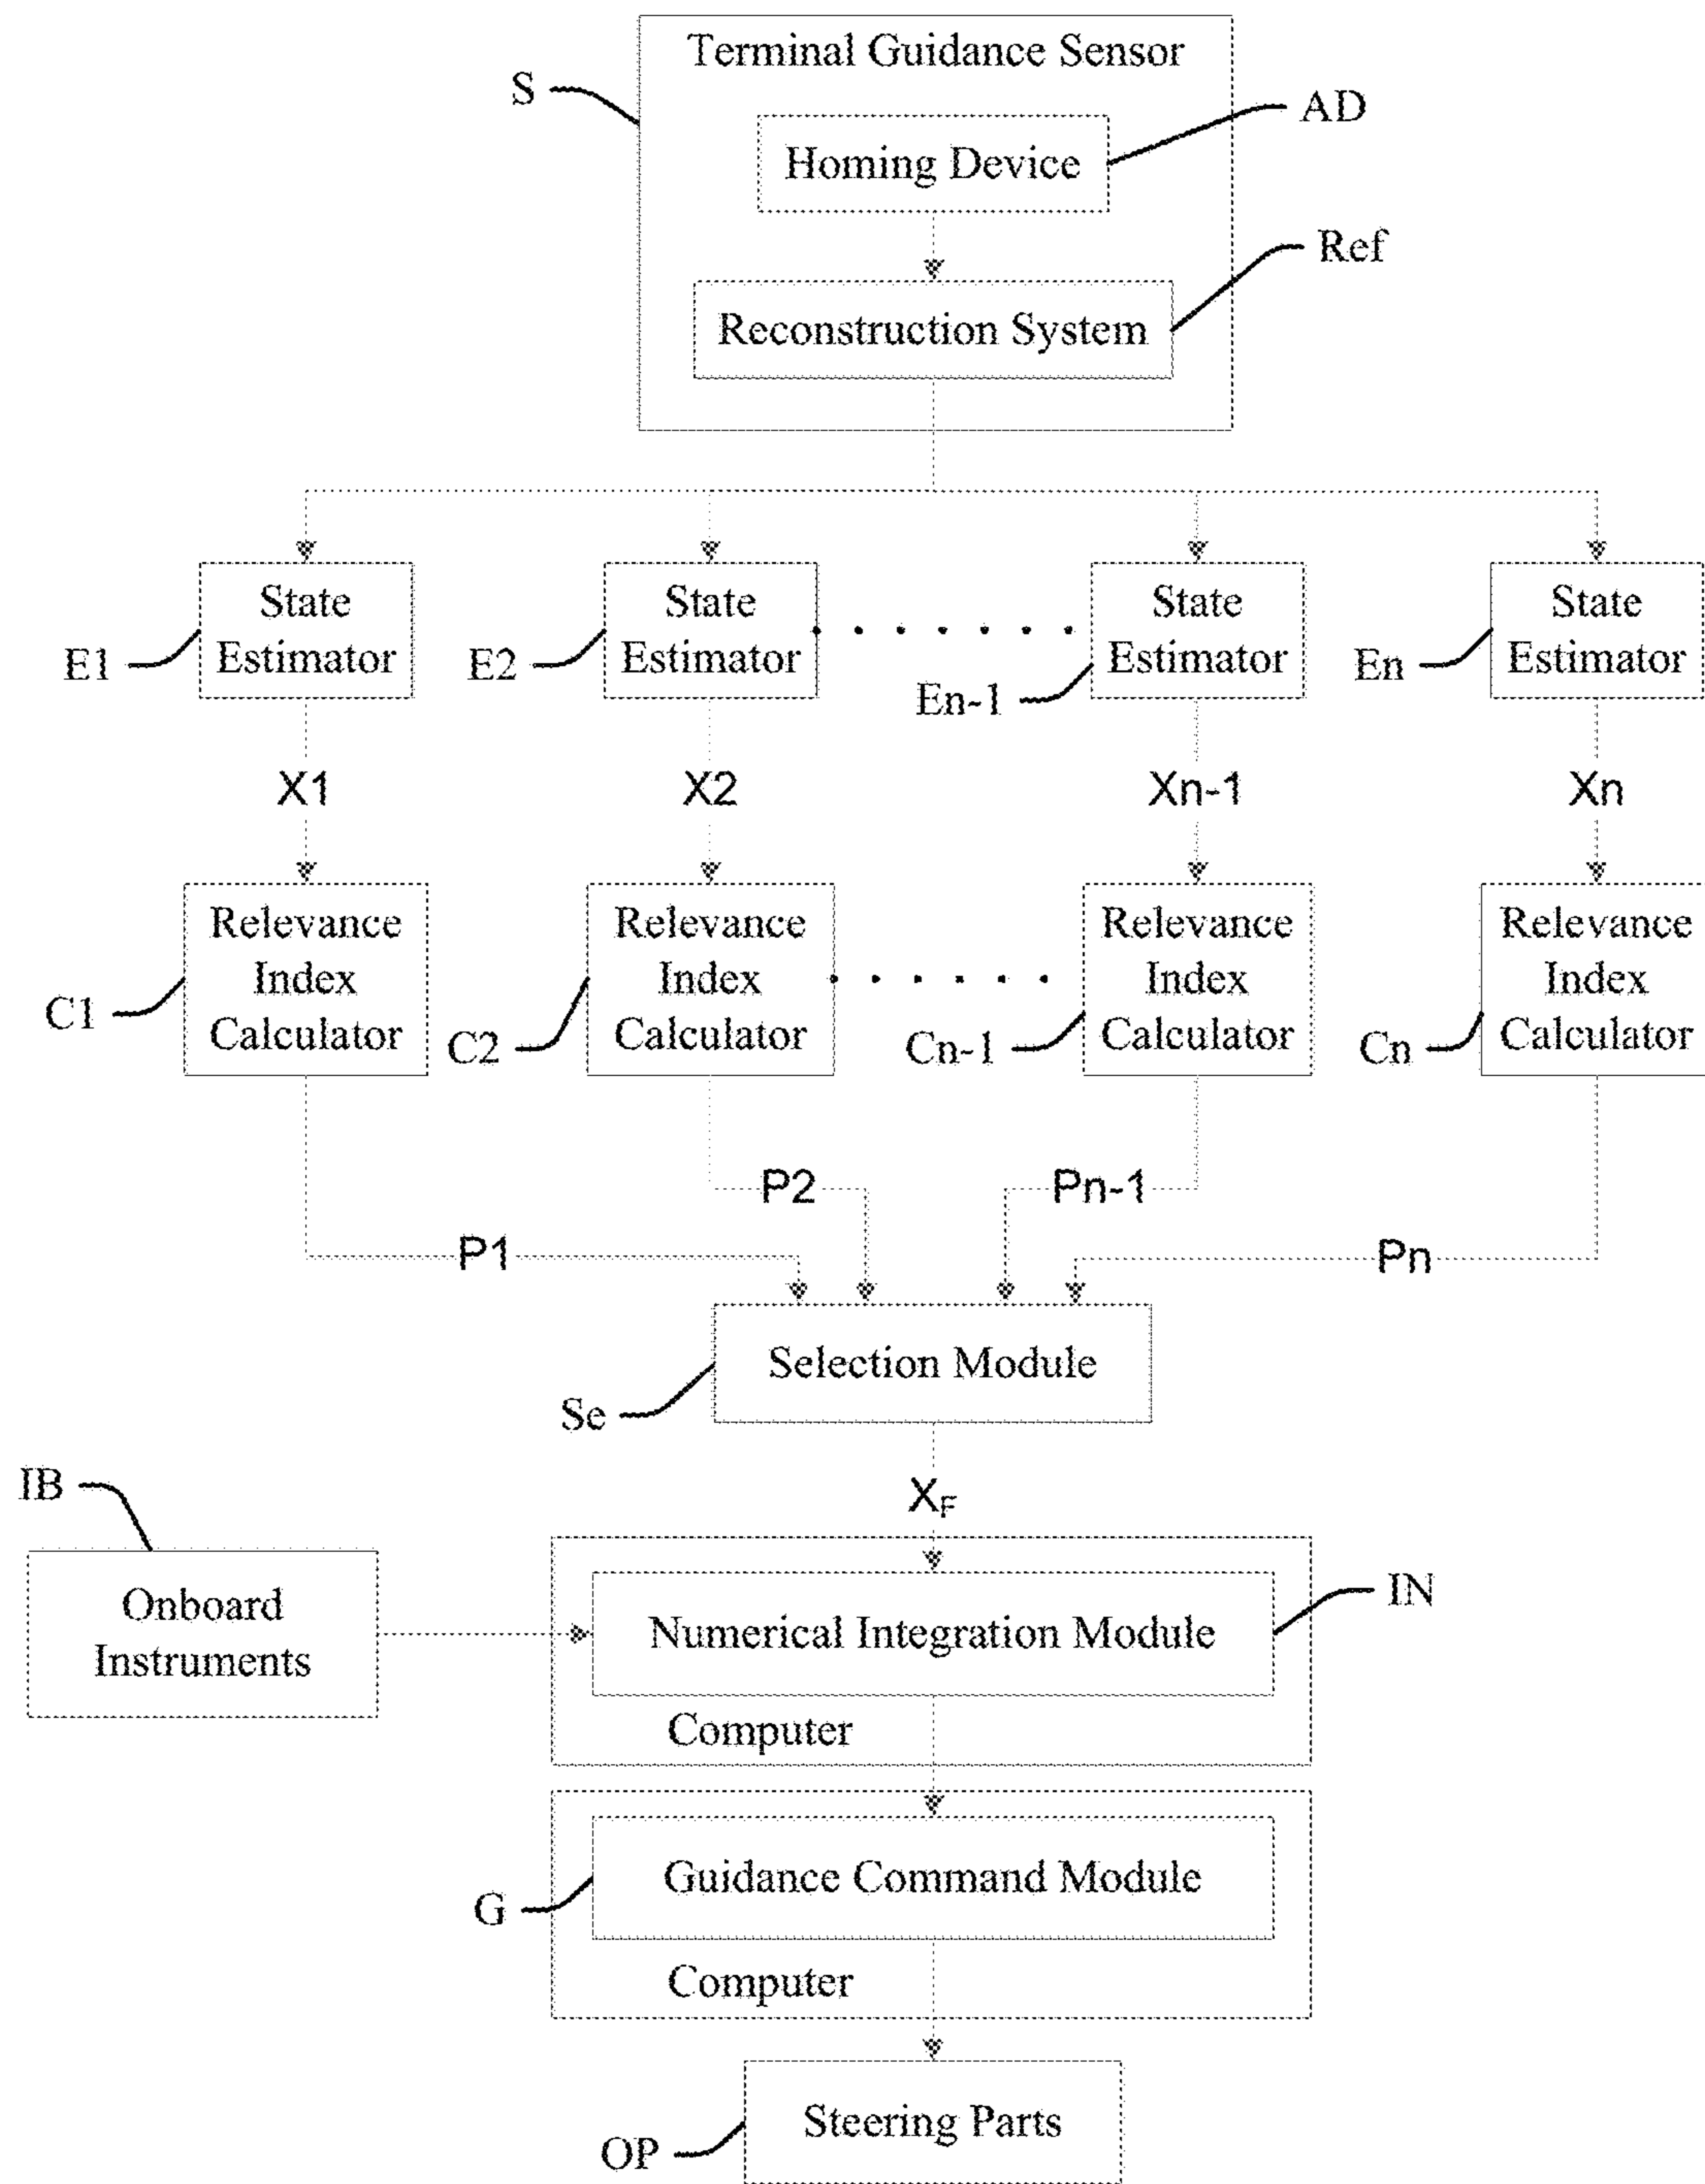 Terminal Guidance Sensor
S
AD
Homing Device
Ref
Reconstruction System
State
Estimator
State
Estimator
State
Estimator
State
Estimator
E1
E2
En-1
En
X1
X2
Xn-1
Xn
Relevance
Index
Calculator
Relevance
Index
Calculator
Relevance
Index
Calculator
Relevance
Index
Calculator
C1
C2
Cn-1
Cn
P2
Pn-1
P1
Pn
Selection Module
Se
IB
XF
Onboard
Instruments
IN
Numerical Integration Module
Computer
Guidance Command Module
G
Computer
Steering Parts
OP